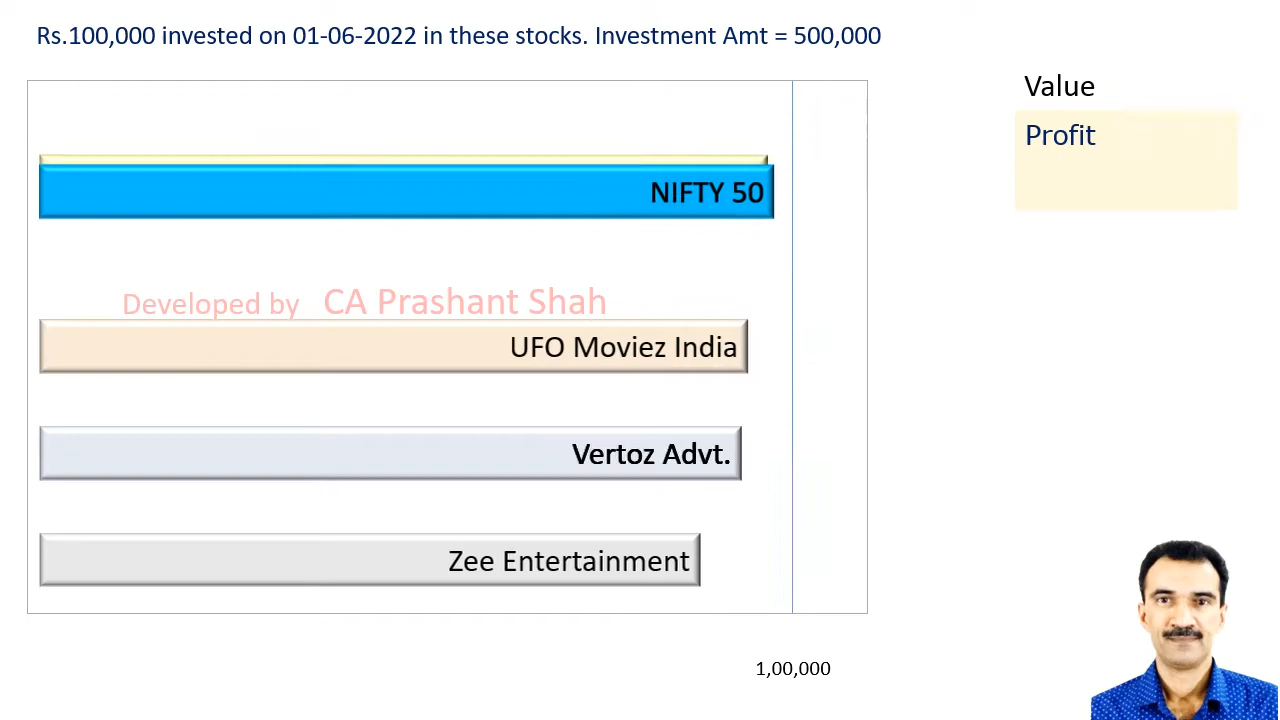 Rs.100,000 invested on 01-06-2022 in these stocks. Investment Amt = 500,000
Value
Profit
NIFTY 50
Developed by CA Prashant Shah
UFO Moviez India
Vertoz Advt.
Zee Entertainment
1,00,000